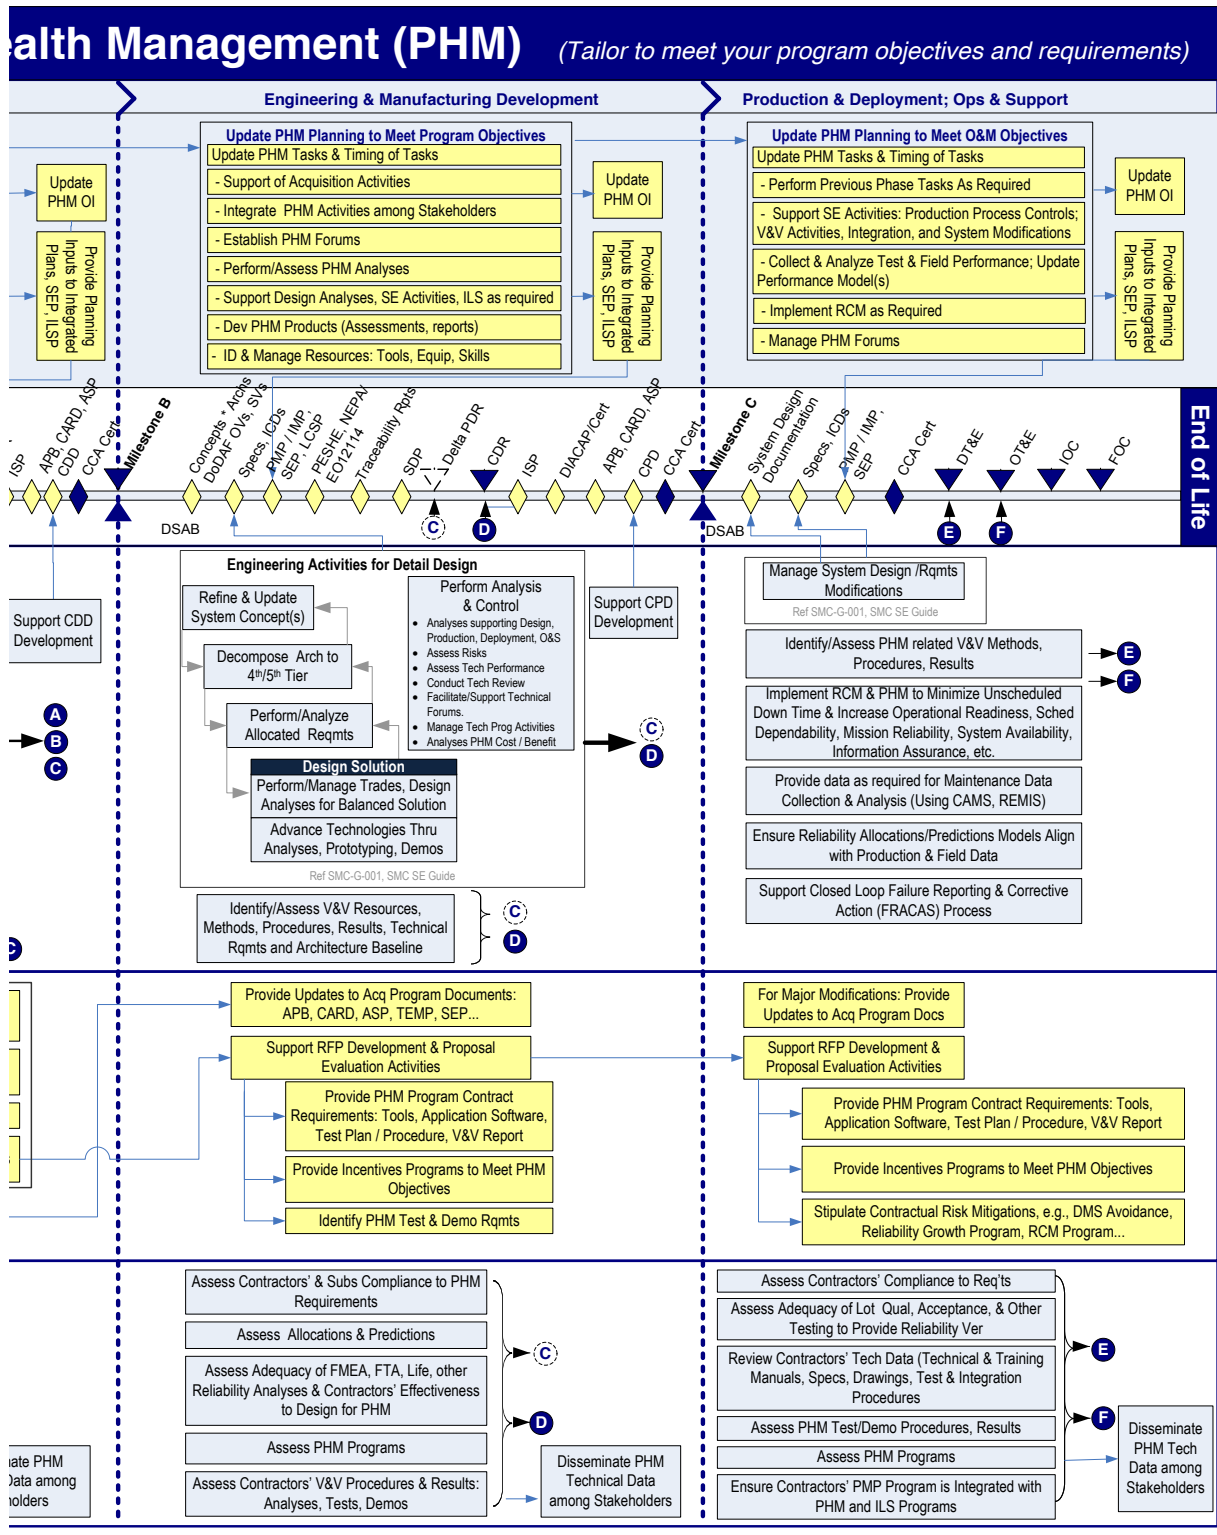 ealth Management (PHM)
(Tailor to meet your program objectives and requirements)
Engineering & Manufacturing Development
Production & Deployment; Ops & Support
Update
PHM OI
Provide Planning
Inputs to Integrated
Plans, SEP, ILSP
Update PHM Planning to Meet Program Objectives
Update PHM Tasks & Timing of Tasks
- Support of Acquisition Activities
- Integrate PHM Activities among Stakeholders
- Establish PHM Forums
- Perform/Assess PHM Analyses
- Support Design Analyses, SE Activities, ILS as required
- Dev PHM Products (Assessments, reports)
- ID & Manage Resources: Tools, Equip, Skills
Update
PHM OI
Provide Planning
Inputs to Integrated
Plans, SEP, ILSP
Update PHM Planning to Meet O&M Objectives
Update PHM Tasks & Timing of Tasks
- Perform Previous Phase Tasks As Required
- Support SE Activities: Production Process Controls;
V&V Activities, Integration, and System Modifications
- Collect & Analyze Test & Field Performance; Update
Performance Model(s)
- Implement RCM as Required
- Manage PHM Forums
Update
PHM OI
Provide Planning
Inputs to Integrated
Plans, SEP, ILSP
ISP
APB, CARD, ASP
CDD
CCA Cert
Milestone B
Concepts * Archs
DoDAF OVs, SVs
Specs, ICDs
PMP / IMP,
SEP, LCSP
PESHE, NEPA/
EO12114
Traceability Rpts
SDP
Delta PDR
CDR
ISP
DIACAP/Cert
APB, CARD, ASP
CPD
CCA Cert
Milestone C
System Design
Documentation
Specs, ICDs
PMP / IMP,
SEP
CCA Cert
DT&E
OT&E
IOC
FOC
End of Life
DSAB
C
D
DSAB
E
F
Support CDD
Development
A
B
C
C
Engineering Activities for Detail Design
Refine & Update
System Concept(s)
Decompose Arch to
4th/5th Tier
Perform/Analyze
Allocated Reqmts
Design Solution
Perform/Manage Trades, Design
Analyses for Balanced Solution
Advance Technologies Thru
Analyses, Prototyping, Demos
Ref SMC-G-001, SMC SE Guide
Perform Analysis
& Control
• Analyses supporting Design,
Production, Deployment, O&S
• Assess Risks
• Assess Tech Performance
• Conduct Tech Review
• Facilitate/Support Technical
Forums.
• Manage Tech Prog Activities
• Analyses PHM Cost / Benefit
Support CPD
Development
C
D
Identify/Assess V&V Resources,
Methods, Procedures, Results, Technical
Rqmts and Architecture Baseline
C
D
Manage System Design /Rqmts
Modifications
Ref SMC-G-001, SMC SE Guide
Identify/Assess PHM related V&V Methods,
Procedures, Results
E
F
Implement RCM & PHM to Minimize Unscheduled
Down Time & Increase Operational Readiness, Sched
Dependability, Mission Reliability, System Availability,
Information Assurance, etc.
Provide data as required for Maintenance Data
Collection & Analysis (Using CAMS, REMIS)
Ensure Reliability Allocations/Predictions Models Align
with Production & Field Data
Support Closed Loop Failure Reporting & Corrective
Action (FRACAS) Process
Provide Updates to Acq Program Documents:
APB, CARD, ASP, TEMP, SEP...
Support RFP Development & Proposal
Evaluation Activities
Provide PHM Program Contract
Requirements: Tools, Application Software,
Test Plan / Procedure, V&V Report
Provide Incentives Programs to Meet PHM
Objectives
Identify PHM Test & Demo Rqmts
For Major Modifications: Provide
Updates to Acq Program Docs
Support RFP Development &
Proposal Evaluation Activities
Provide PHM Program Contract Requirements: Tools,
Application Software, Test Plan / Procedure, V&V Report
Provide Incentives Programs to Meet PHM Objectives
Stipulate Contractual Risk Mitigations, e.g., DMS Avoidance,
Reliability Growth Program, RCM Program...
ate PHM
Data among
holders
Assess Contractors' & Subs Compliance to PHM
Requirements
Assess Allocations & Predictions
Assess Adequacy of FMEA, FTA, Life, other
Reliability Analyses & Contractors' Effectiveness
to Design for PHM
Assess PHM Programs
Assess Contractors' V&V Procedures & Results:
Analyses, Tests, Demos
C
D
Disseminate PHM
Technical Data
among Stakeholders
Assess Contractors' Compliance to Req'ts
Assess Adequacy of Lot Qual, Acceptance, & Other
Testing to Provide Reliability Ver
Review Contractors' Tech Data (Technical & Training
Manuals, Specs, Drawings, Test & Integration
Procedures
Assess PHM Test/Demo Procedures, Results
Assess PHM Programs
Ensure Contractors' PMP Program is Integrated with
PHM and ILS Programs
E
F
Disseminate
PHM Tech
Data among
Stakeholders